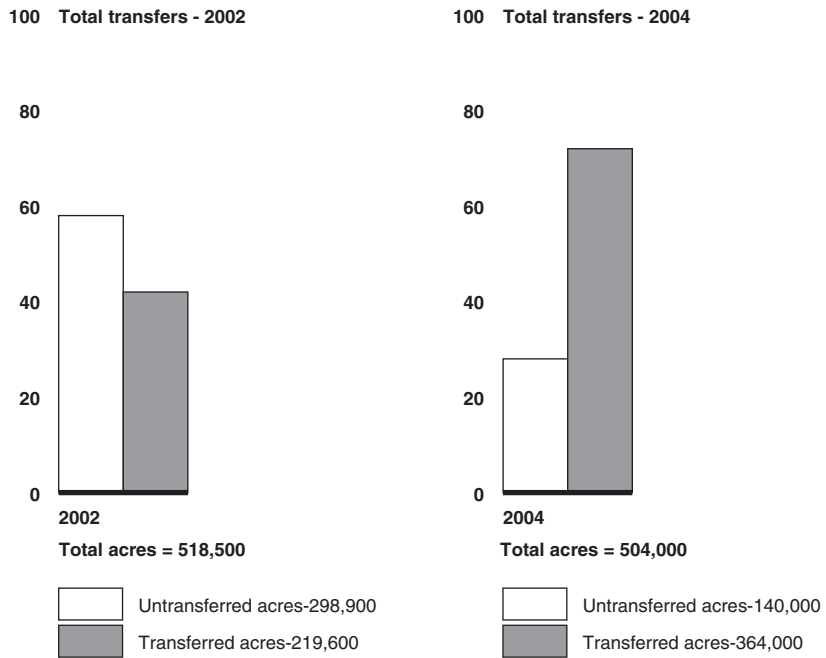 100 Total transfers - 2002
80
60
40
20
0
2002
Total acres = 518,500
Untransferred acres-298,900
Transferred acres-219,600
100 Total transfers - 2004
80
60
40
20
0
2004
Total acres = 504,000
Untransferred acres-140,000
Transferred acres-364,000